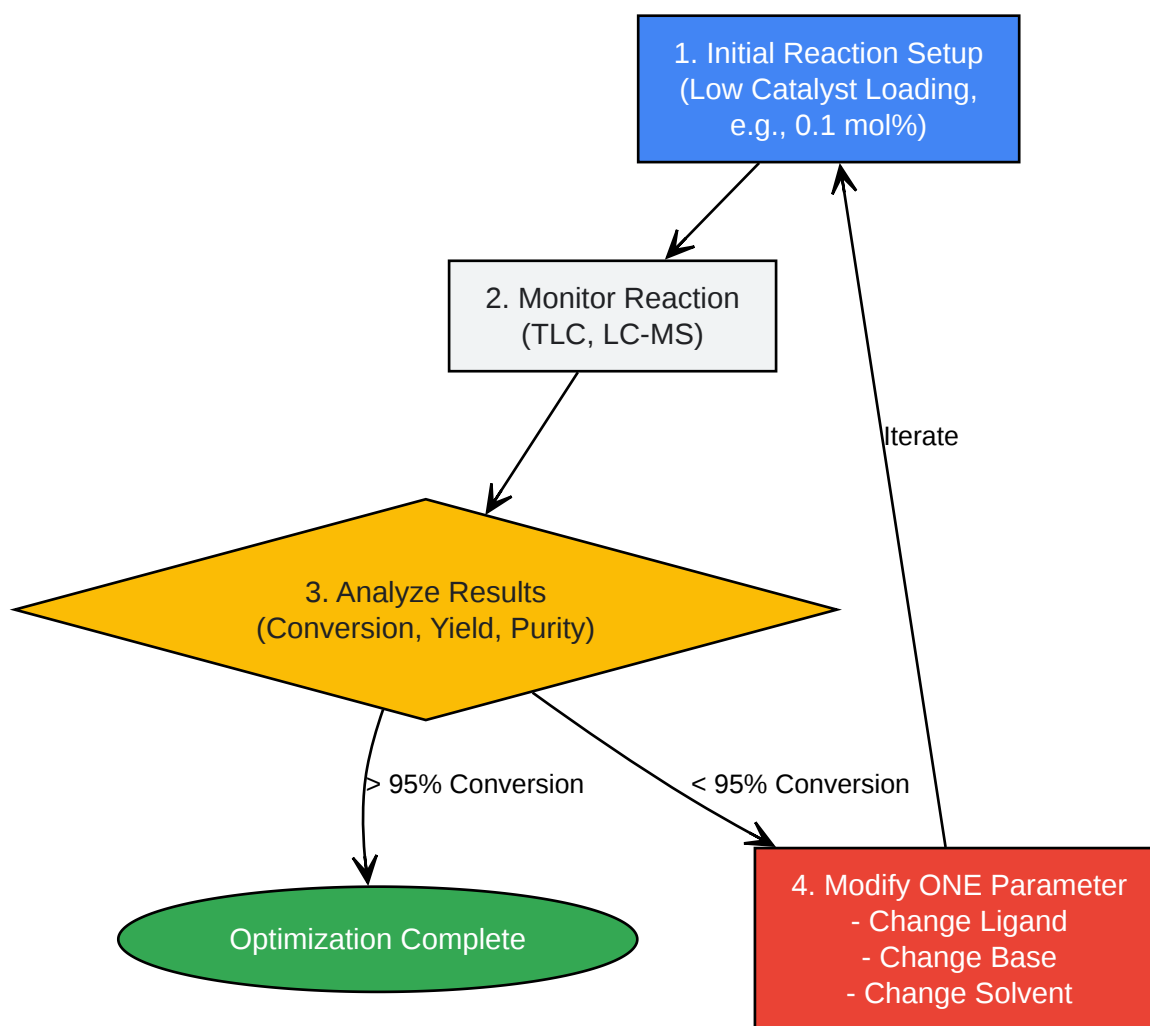 1. Initial Reaction Setup
(Low Catalyst Loading,
e.g., 0.1 mol%)
2. Monitor Reaction
(TLC, LC-MS)
Iterate
3. Analyze Results
(Conversion, Yield, Purity)
> 95% Conversion
< 95% Conversion
Optimization Complete
4. Modify ONE Parameter
- Change Ligand
- Change Base
- Change Solvent